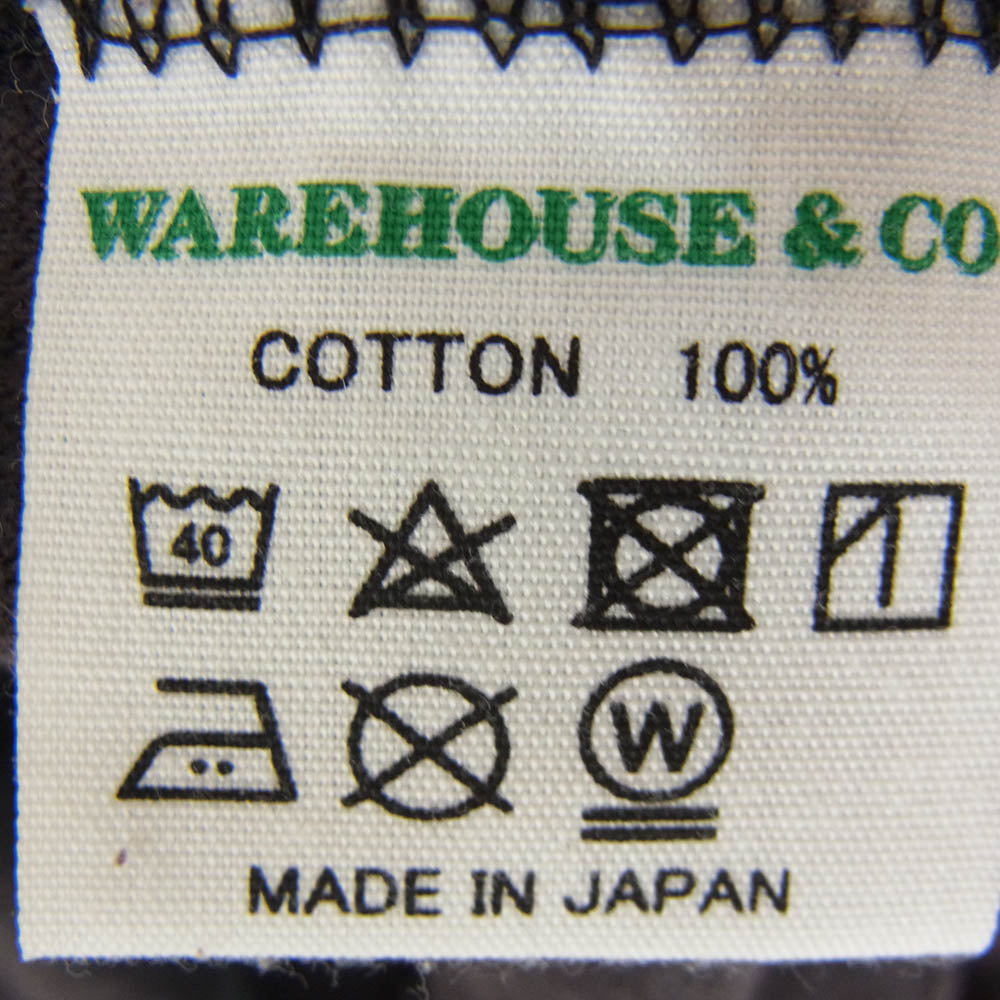 WAREHOUSE & CO
COTTON 100%
40
W
MADE IN JAPAN